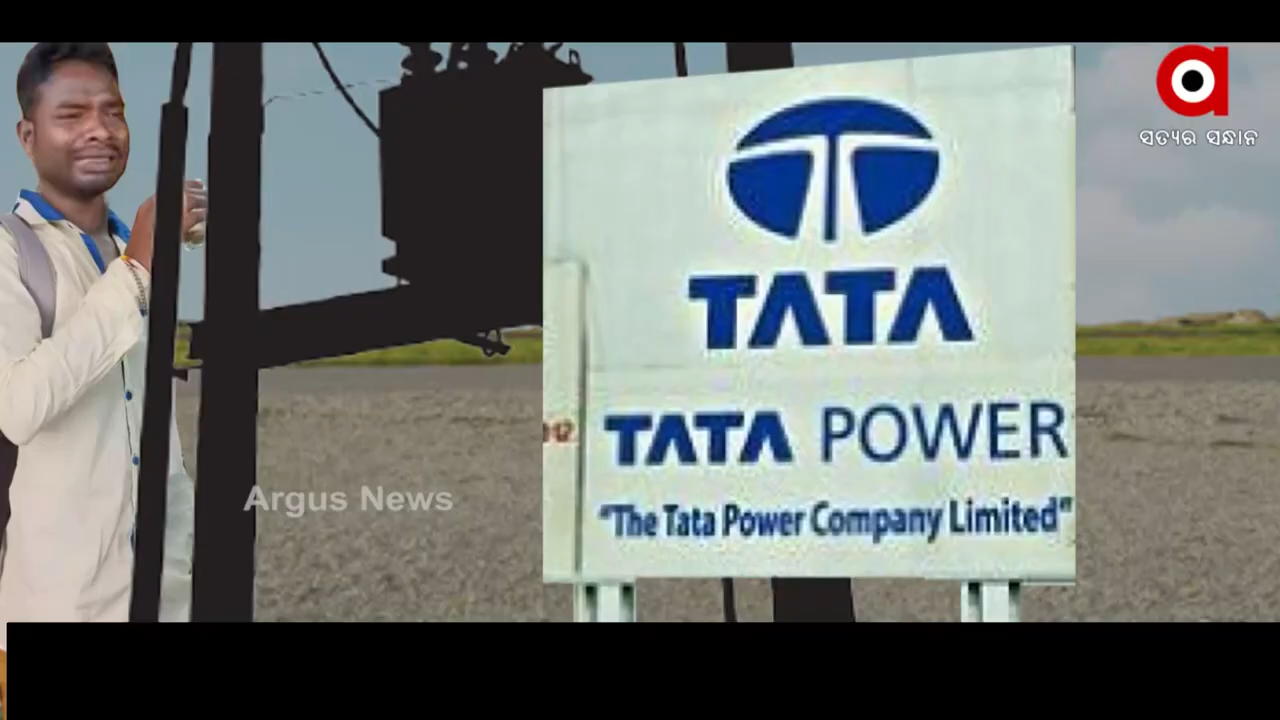 ସତ୍ୟର ସନ୍ଧାନ
TATA
TATA POWER
"The Tata Power Company Limited"
Argus News